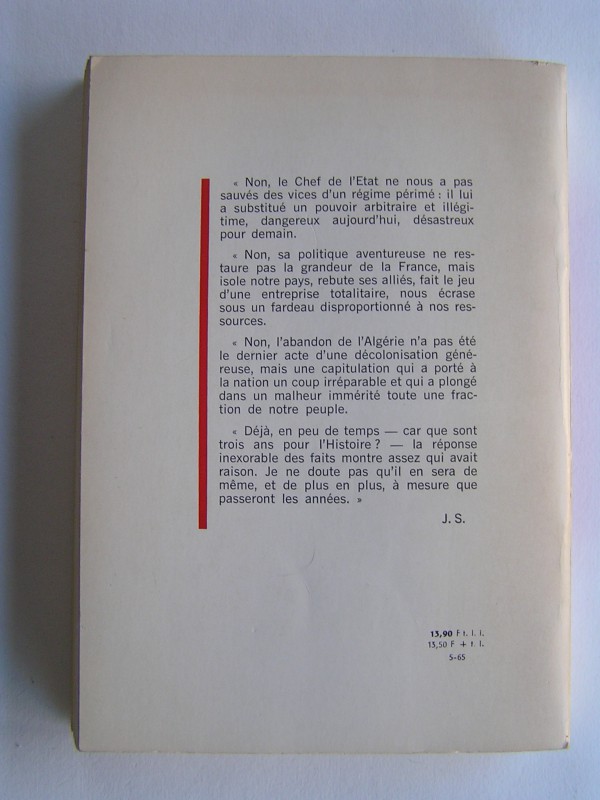 « Non, le Chef de l'Etat ne nous a pas
sauvés des vices d'un régime périmé : il lui
a substitué un pouvoir arbitraire et illégi-
time, dangereux aujourd'hui, désastreux
pour demain.
« Non, sa politique aventureuse ne res-
taure pas la grandeur de la France, mais
isole notre pays, rebute ses alliés, fait le jeu
d'une entreprise totalitaire, nous écrase
sous un fardeau disproportionné à nos res-
sources.
« Non, l'abandon de l'Algérie n'a pas été
le dernier acte d'une décolonisation géné-
reuse, mais une capitulation qui a porté à
la nation un coup irréparable et qui a plongé
dans un malheur immérité toute une frac-
tion de notre peuple.
« Déjà, en peu de temps — car que sont
trois ans pour l'Histoire ? — la réponse
inexorable des faits montre assez qui avait
raison. Je ne doute pas qu'il en sera de
même, et de plus en plus, à mesure que
passeront les années. »
J. S.
13,90 F t. l. i.
13,50 F + t. l.
5-65